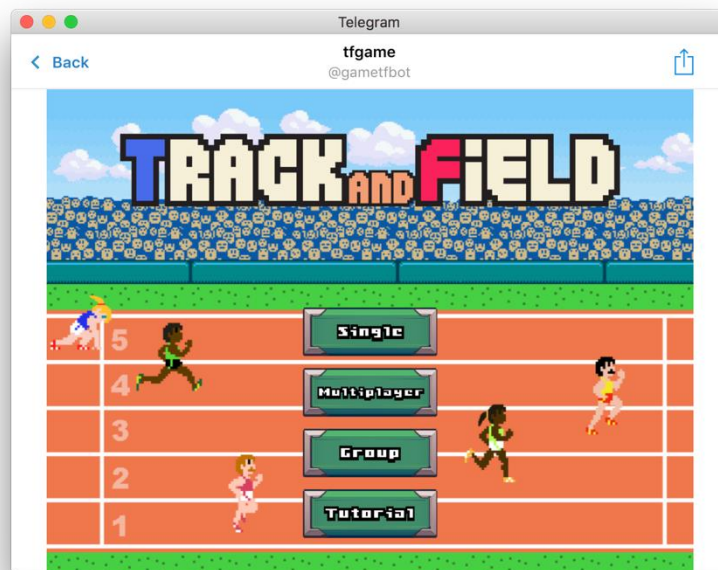 Telegram
Back
tfgame
@gametfbot
TRACK AND FiELD
Single
5
4
Multiplayer
3
Group
2
Tutorial
1